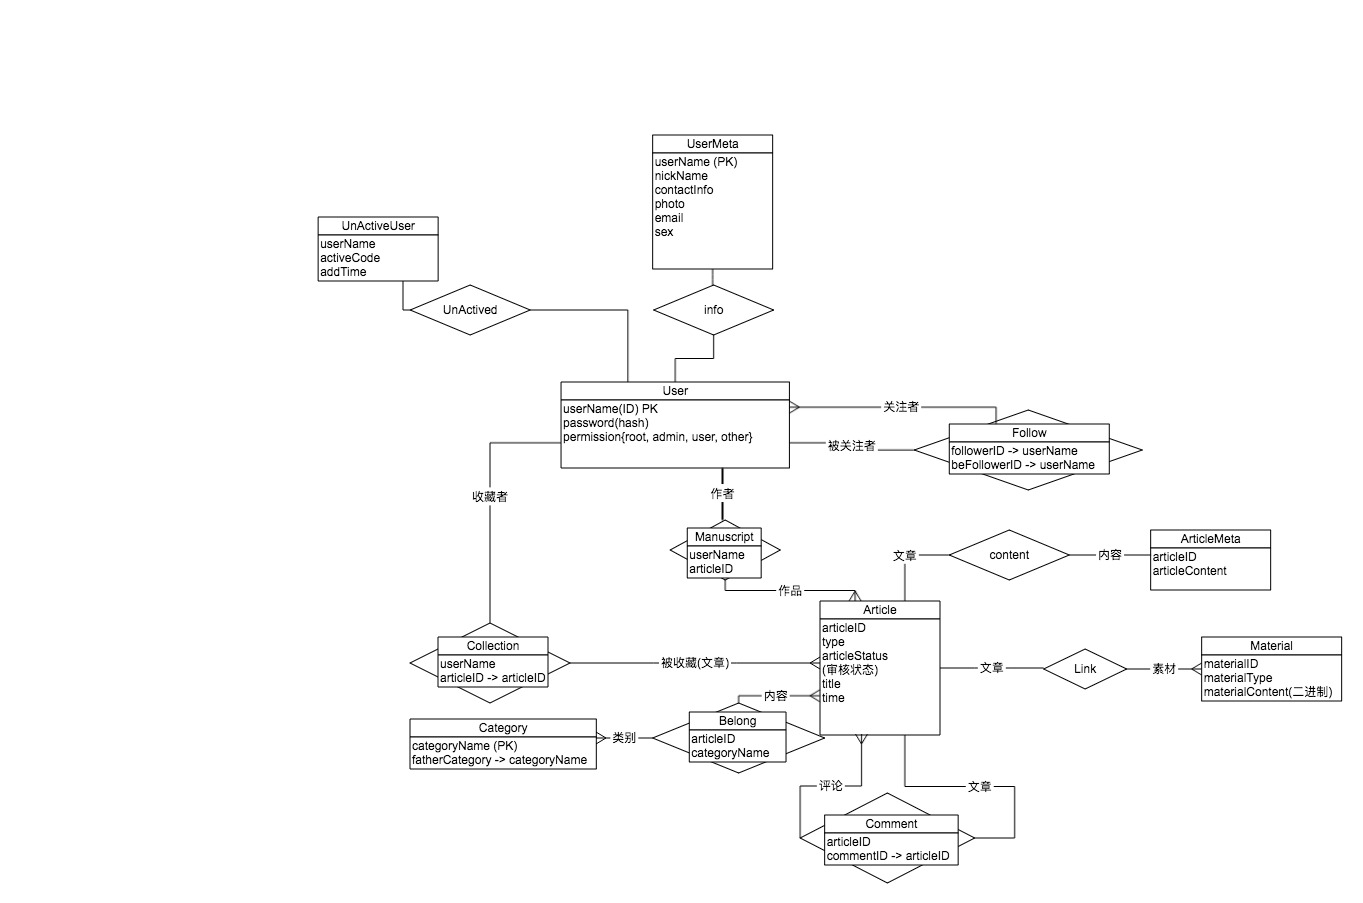 UserMeta
userName (PK)
nickName
contactInfo
photo
email
sex
UnActiveUser
userName
activeCode
addTime
UnActived
info
User
userName(ID) PK
password(hash)
permission{root, admin, user, other}
关注者
被关注者
Follow
followerID -> userName
beFollowerID -> userName
收藏者
作者
Manuscript
userName
articleID
作品
文章
content
内容
ArticleMeta
articleID
articleContent
Article
articleID
type
articleStatus
(审核状态)
title
time
Collection
userName
articleID -> articleID
被收藏(文章)
文章
Link
素材
Material
materialID
materialType
materialContent(二进制)
内容
Category
categoryName (PK)
fatherCategory -> categoryName
类别
Belong
articleID
categoryName
评论
文章
Comment
articleID
commentID -> articleID